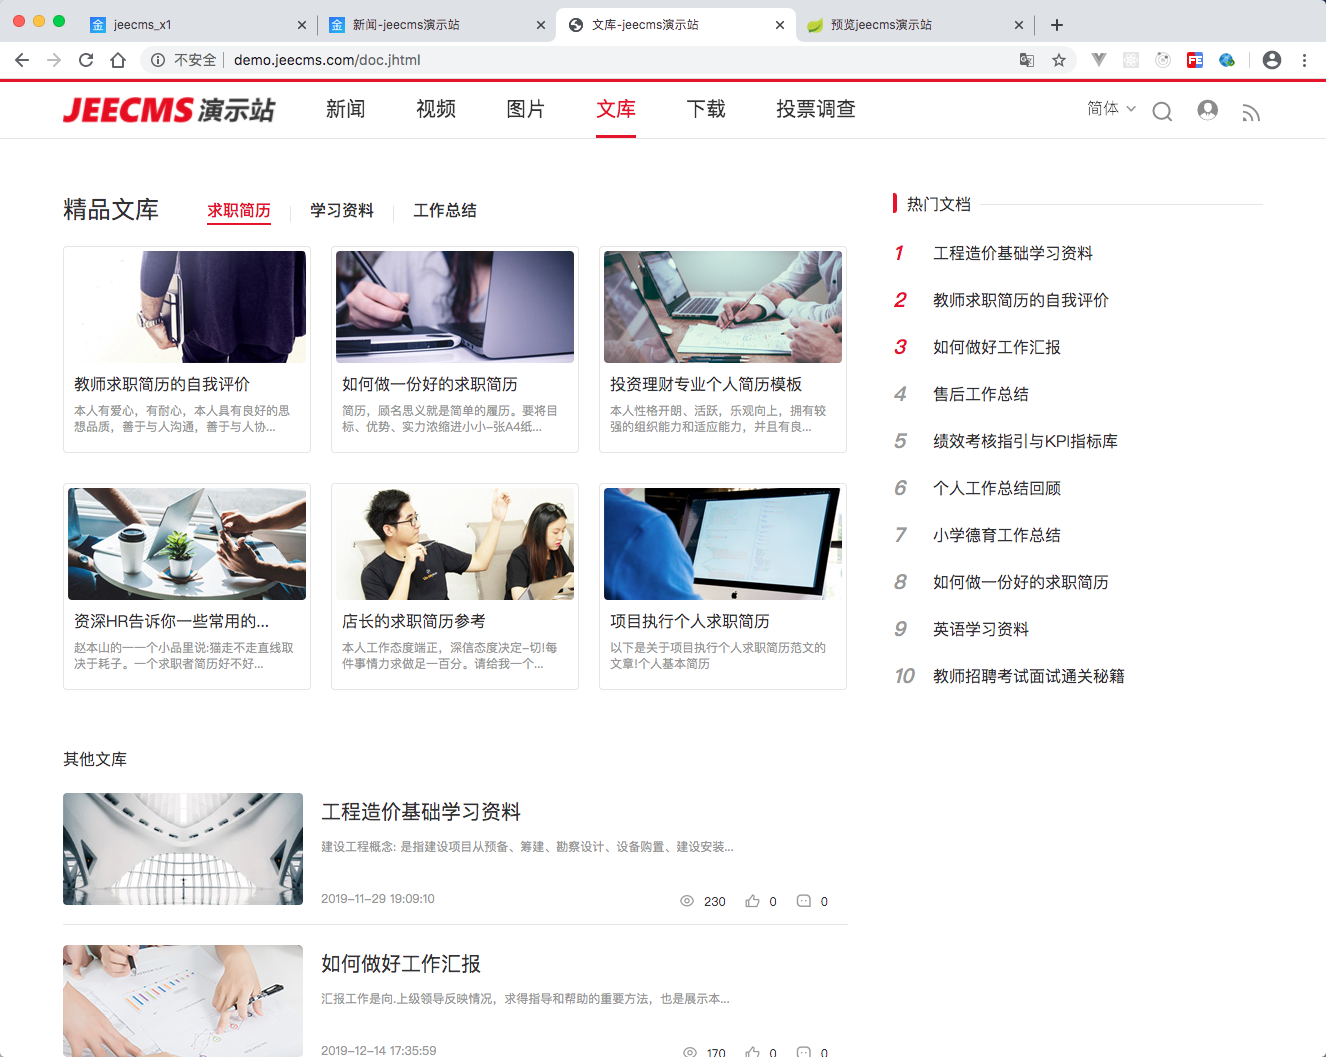 jeecms_x1
新闻-jeecms演示站
文库-jeecms演示站
预览jeecms演示站
不安全
demo.jeecms.com/doc.jhtml
FE
JEECMS 演示站
新闻
视频
图片
文库
下载
投票调查
简体
精品文库
求职简历
学习资料
工作总结
教师求职简历的自我评价
本人有爱心，有耐心，本人具有良好的思
想品质，善于与人沟通，善于与人协...
如何做一份好的求职简历
简历，顾名思义就是简单的履历。要将目
标、优势、实力浓缩进小小-张A4纸...
投资理财专业个人简历模板
本人性格开朗、活跃，乐观向上，拥有较
强的组织能力和适应能力，并且有良...
资深HR告诉你一些常用的...
赵本山的一一个小品里说:猫走不走直线取
决于耗子。一个求职者简历好不好...
店长的求职简历参考
本人工作态度端正，深信态度决定-切!每
件事情力求做足一百分。请给我一个...
项目执行个人求职简历
以下是关于项目执行个人求职简历范文的
文章!个人基本简历
热门文档
1 工程造价基础学习资料
2 教师求职简历的自我评价
3 如何做好工作汇报
4 售后工作总结
5 绩效考核指引与KPI指标库
6 个人工作总结回顾
7 小学德育工作总结
8 如何做一份好的求职简历
9 英语学习资料
10 教师招聘考试面试通关秘籍
其他文库
工程造价基础学习资料
建设工程概念: 是指建设项目从预备、筹建、勘察设计、设备购置、建设安装...
2019-11-29 19:09:10 230 0 0
如何做好工作汇报
汇报工作是向.上级领导反映情况，求得指导和帮助的重要方法，也是展示本...
2019-12-14 17:35:59 170 0 0